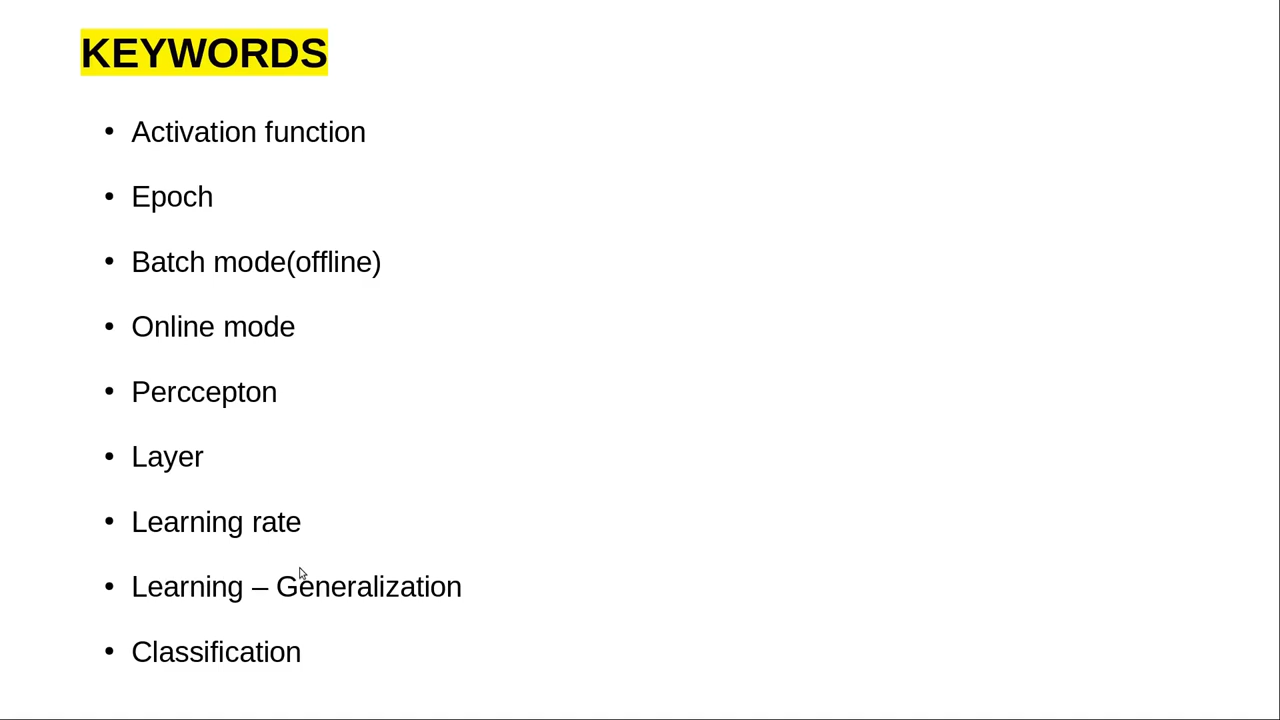 KEYWORDS
• Activation function
• Epoch
• Batch mode(offline)
• Online mode
• Perccepton
• Layer
• Learning rate
• Learning – Generalization
• Classification